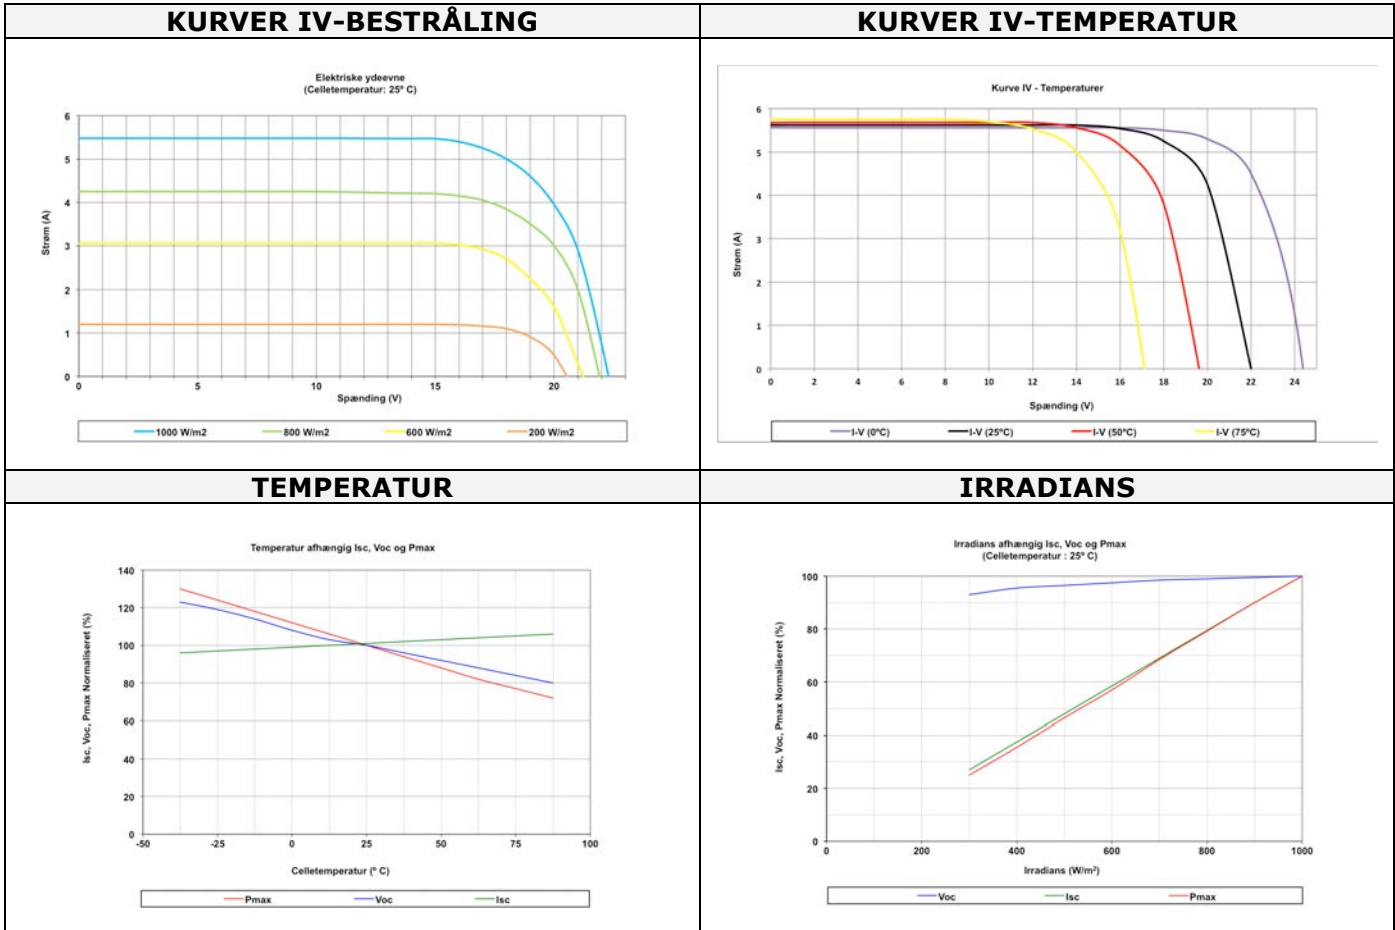 KURVER IV-BESTRÅLING
Elektriske ydeevne
(Celletemperatur: 25º C)
Strøm (A)
6
5
4
3
2
1
0
0 5 10 15 20
Spænding (V)
1000 W/m2 800 W/m2 600 W/m2 200 W/m2
KURVER IV-TEMPERATUR
Kurve IV - Temperaturer
Strøm (A)
6
5
4
3
2
1
0
0 2 4 6 8 10 12 14 16 18 20 22 24
Spænding (V)
I-V (0ºC) I-V (25ºC) I-V (50ºC) I-V (75ºC)
TEMPERATUR
Temperatur afhængig Isc, Voc og Pmax
Isc, Voc, Pmax Normaliseret (%)
140
120
100
80
60
40
20
0
-50 -25 0 25 50 75 100
Celletemperatur (º C)
Pmax Voc Isc
IRRADIANS
Irradians afhængig Isc, Voc og Pmax
(Celletemperatur : 25º C)
Isc, Voc, Pmax Normaliseret (%)
100
80
60
40
20
0
0 200 400 600 800 1000
Irradians (W/m²)
Voc Isc Pmax